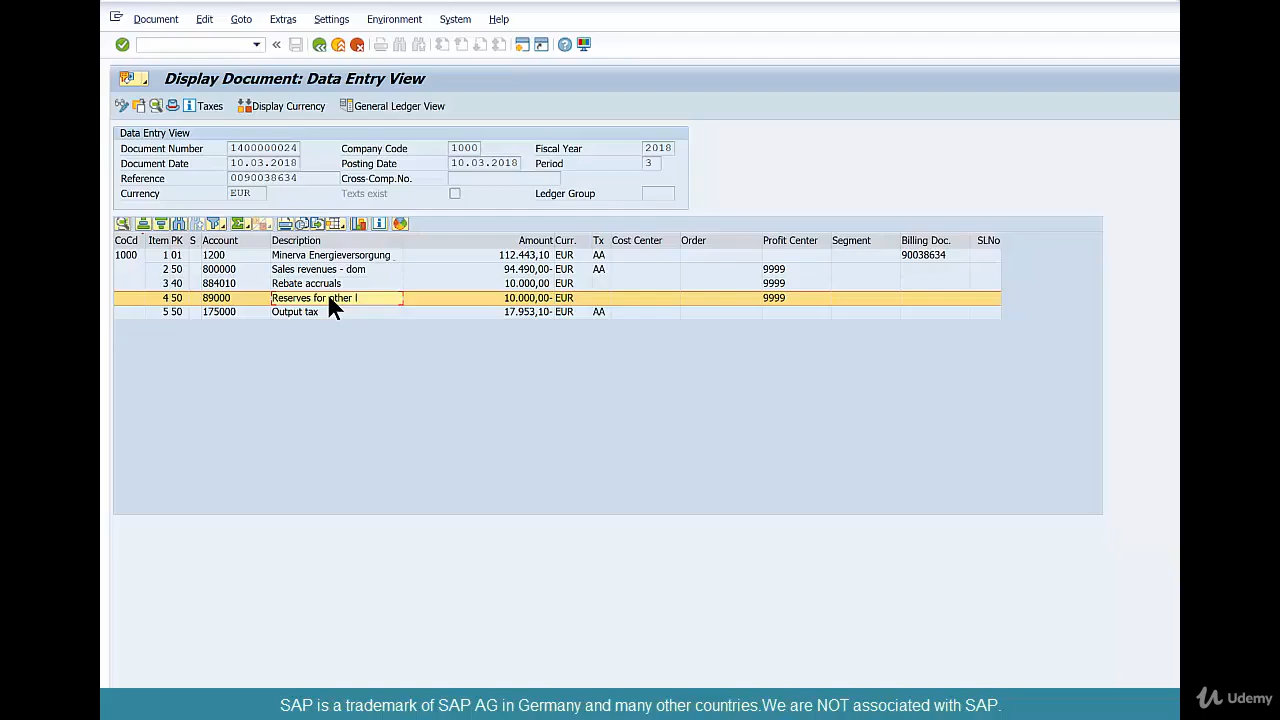 Document Edit Goto Extras Settings Environment System Help
Display Document: Data Entry View
Taxes Display Currency General Ledger View
Data Entry View
Document Number 1400000024 Company Code 1000 Fiscal Year 2018
Document Date 10.03.2018 Posting Date 10.03.2018 Period 3
Reference 0090038634 Cross-Comp.No.
Currency EUR Texts exist Ledger Group
CoCd Item PK S Account Description Amount Curr. Tx Cost Center Order Profit Center Segment Billing Doc. SLNo
1000 1 01 1200 Minerva Energieversorgung 112.443,10 EUR AA 90038634
2 50 800000 Sales revenues - dom 94.490,00- EUR AA 9999
3 40 884010 Rebate accruals 10.000,00 EUR 9999
4 50 89000 Reserves for other l 10.000,00- EUR 9999
5 50 175000 Output tax 17.953,10- EUR AA
SAP is a trademark of SAP AG in Germany and many other countries.We are NOT associated with SAP.
Udemy